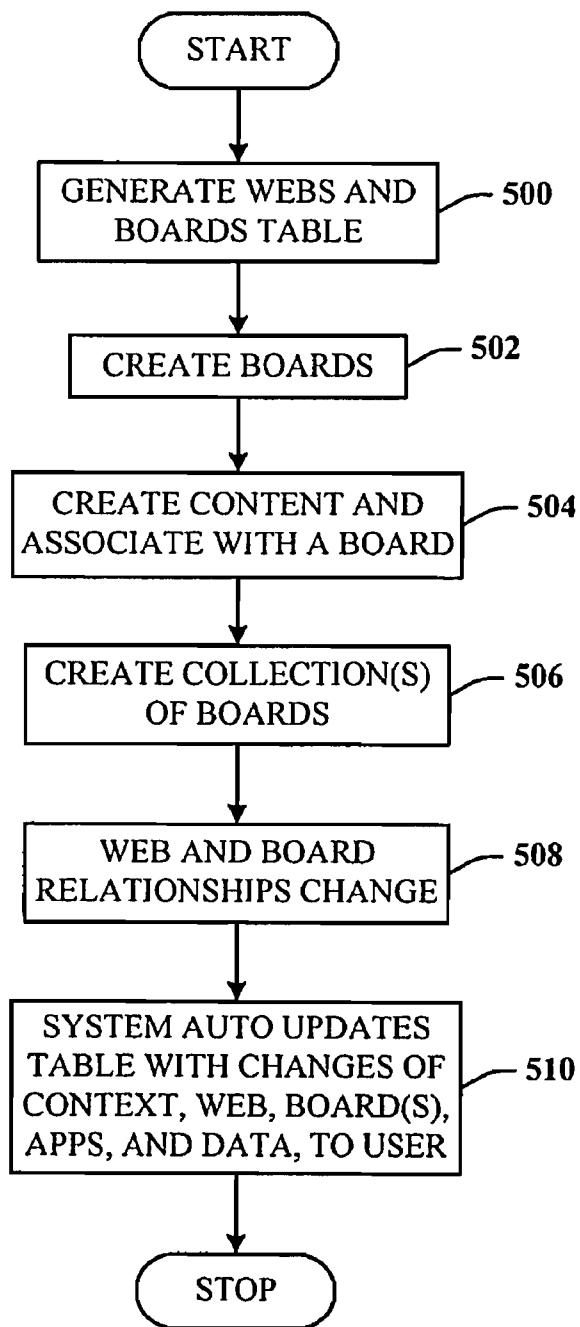 START
GENERATE WEBS AND
BOARDS TABLE
500
CREATE BOARDS
502
CREATE CONTENT AND
ASSOCIATE WITH A BOARD
504
CREATE COLLECTION(S)
OF BOARDS
506
WEB AND BOARD
RELATIONSHIPS CHANGE
508
SYSTEM AUTO UPDATES
TABLE WITH CHANGES OF
CONTEXT, WEB, BOARD(S),
APPS, AND DATA, TO USER
510
STOP